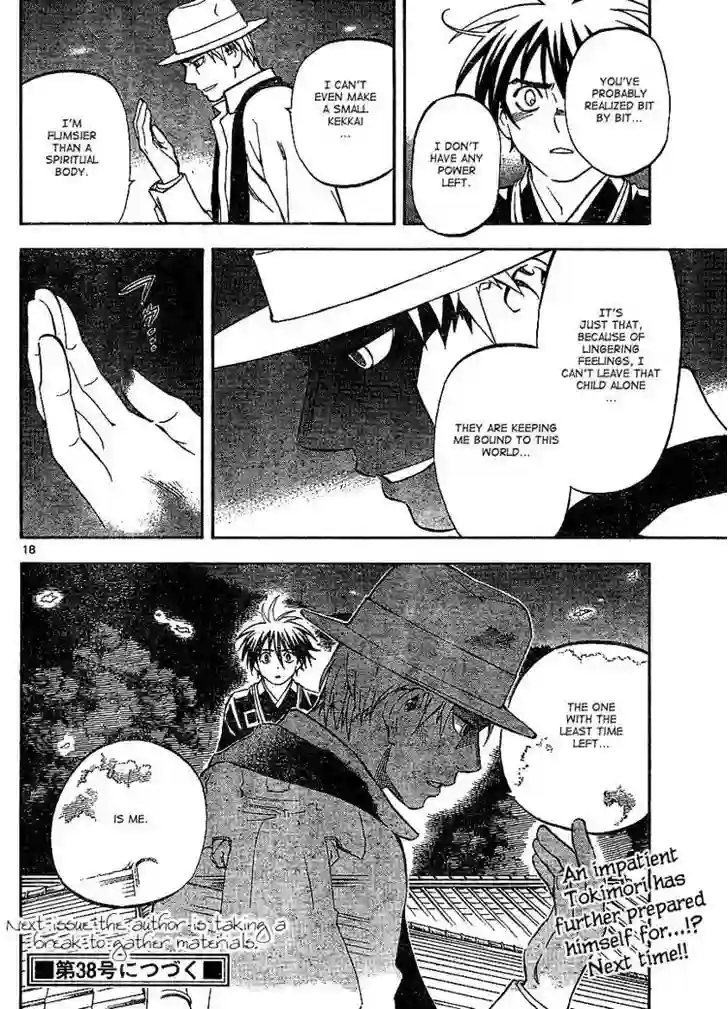 YOU'VE
PROBABLY
REALIZED BIT
BY BIT...
I DON'T
HAVE ANY
POWER
LEFT.
I CAN'T
EVEN MAKE
A SMALL
KEKKAI
...
I'M
FLIMSIER
THAN A
SPIRITUAL
BODY.
IT'S
JUST THAT,
BECAUSE OF
LINGERING
FEELINGS, I
CAN'T LEAVE THAT
CHILD ALONE
...
THEY ARE KEEPING
ME BOUND TO THIS
WORLD...
18
THE ONE
WITH THE
LEAST TIME
LEFT...
IS ME.
An impatient
Tokimori has
further prepared
himself for...!?
Next time!!
Next issue the author is taking a
break to gather materials.
■第38号につづく■